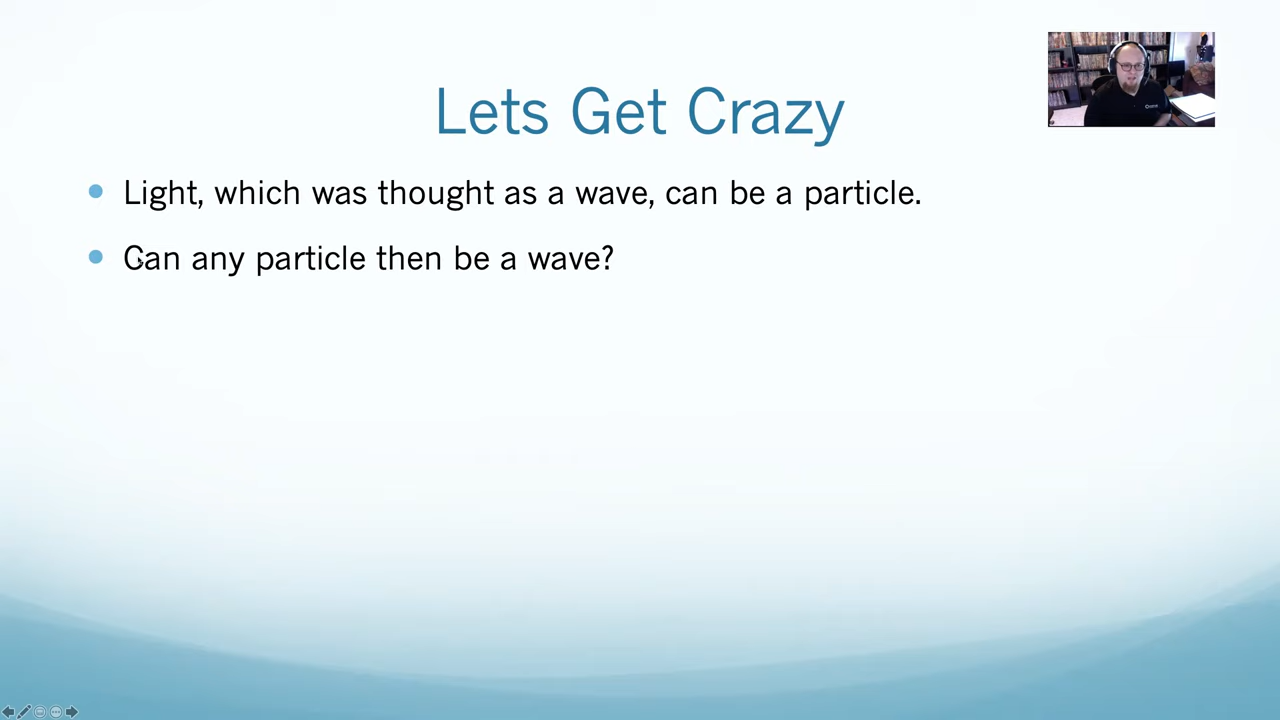 Lets Get Crazy
Light, which was thought as a wave, can be a particle.
Can any particle then be a wave?